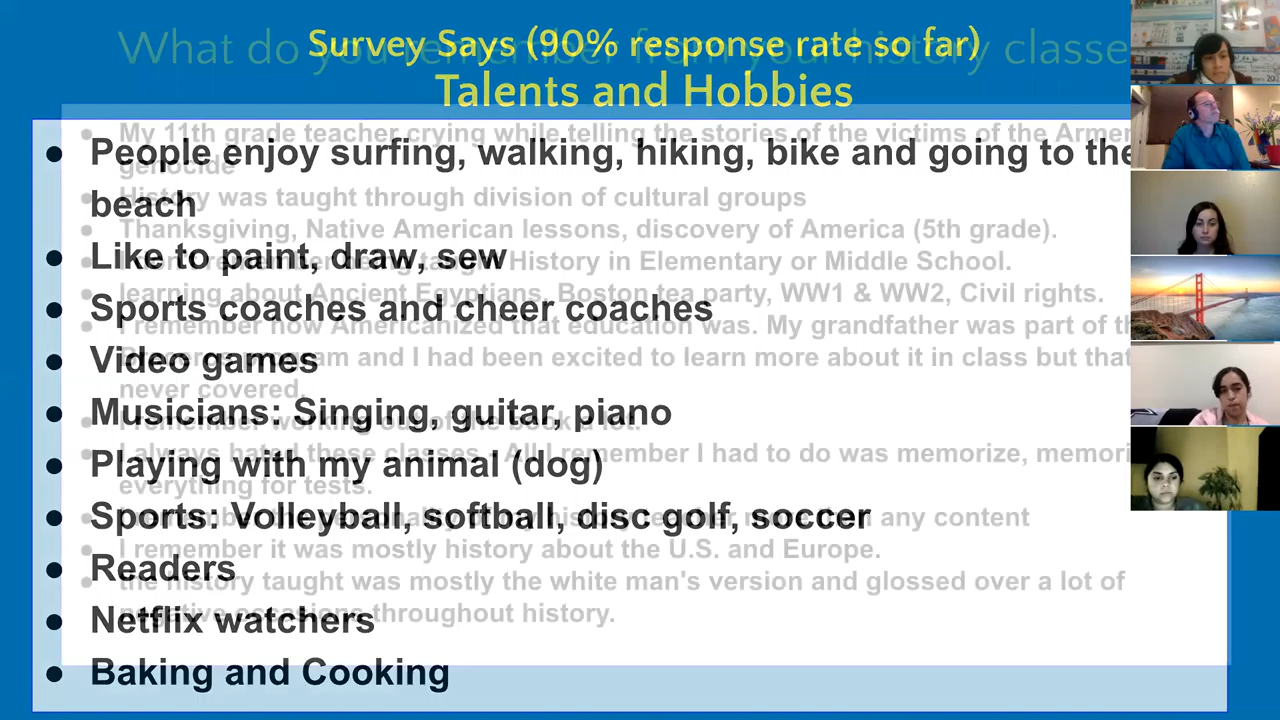 Survey Says (90% response rate so far)
Talents and Hobbies
● People enjoy surfing, walking, hiking, bike and going to the
beach
● Like to paint, draw, sew
● Sports coaches and cheer coaches
● Video games
● Musicians: Singing, guitar, piano
● Playing with my animal (dog)
● Sports: Volleyball, softball, disc golf, soccer
● Readers
● Netflix watchers
● Baking and Cooking
What do you remember from your history classe
● My 11th grade teacher crying while telling the stories of the victims of the Armen
genocide
● History was taught through division of cultural groups
● Thanksgiving, Native American lessons, discovery of America (5th grade).
History in Elementary or Middle School.
● learning about Ancient Egyptians, Boston tea party, WW1 & WW2, Civil rights.
● I remember how Americanized that education was. My grandfather was part of th
and I had been excited to learn more about it in class but that
never covered.
● I remember working out of the book a lot.
● I always hated these classes. All I remember I had to do was memorize, memori
everything for tests.
any content
● I remember it was mostly history about the U.S. and Europe.
● the history taught was mostly the white man's version and glossed over a lot of
throughout history.